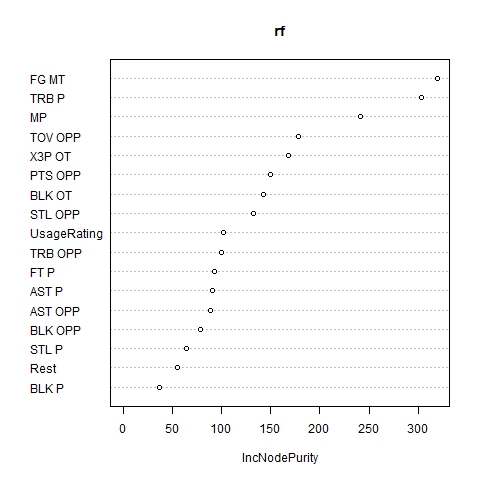 rf
FG MT
TRB P
MP
TOV OPP
X3P OT
PTS OPP
BLK OT
STL OPP
UsageRating
TRB OPP
FT P
AST P
AST OPP
BLK OPP
STL P
Rest
BLK P
0 50 100 150 200 250 300
IncNodePurity